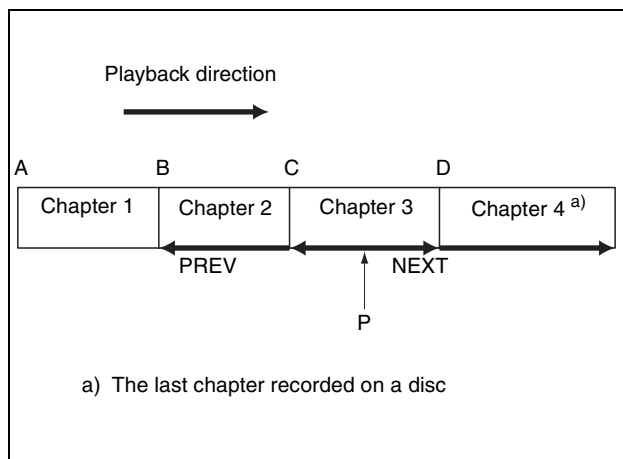 Playback direction
A B C D
Chapter 1 Chapter 2 Chapter 3 Chapter 4 a)
PREV NEXT
P
a) The last chapter recorded on a disc